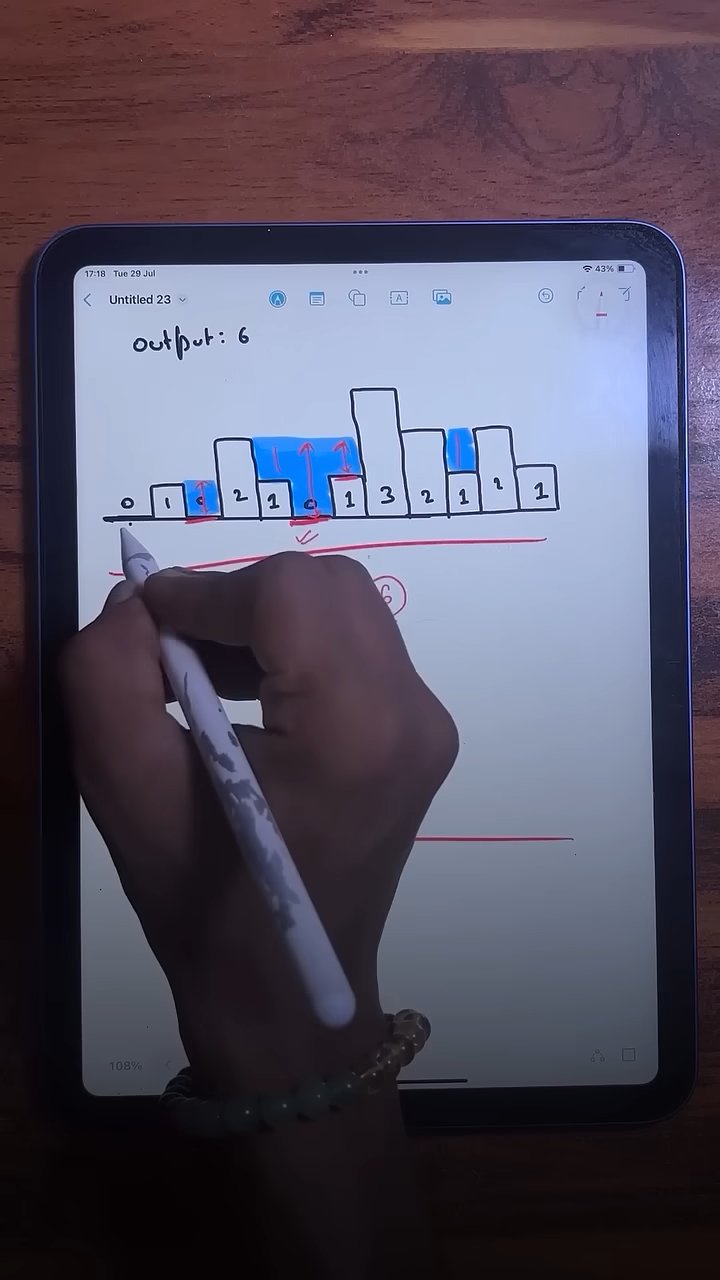 17:18 Tue 29 Jul
43%
Untitled 23
A
output: 6
0 1 0 2 1 0 1 3 2 1 2 1
6
108%